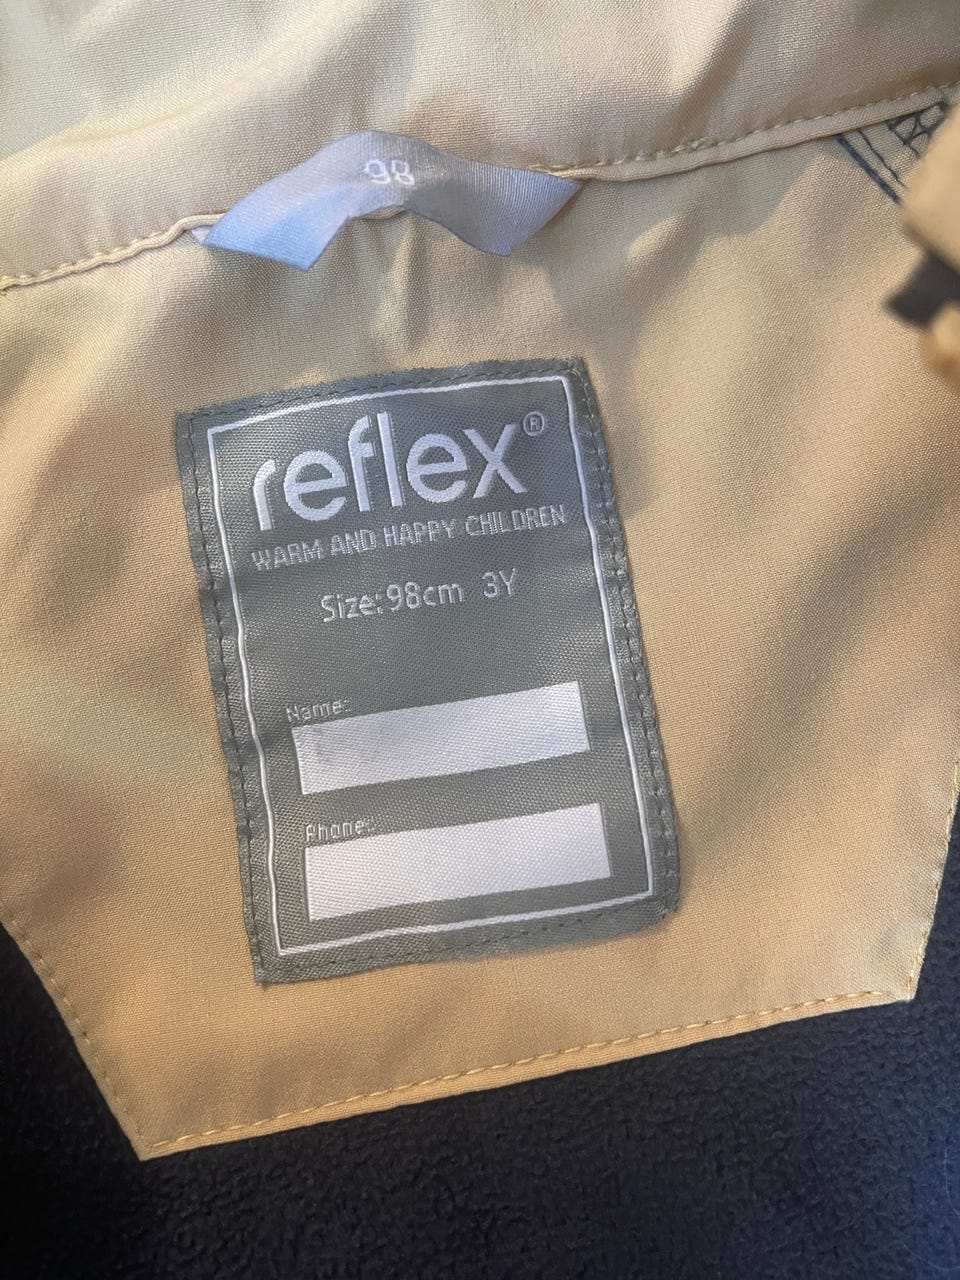 98
reflex®
WARM AND HAPPY CHILDREN
Size: 98cm 3Y
Name:
Phone: